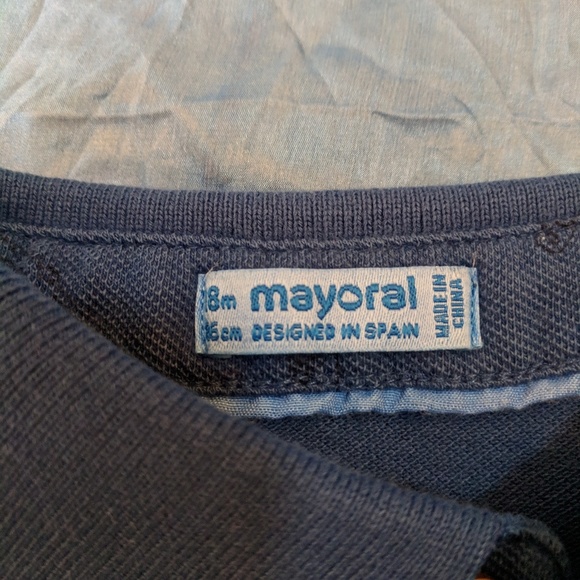 8m mayoral
6cm DESIGNED IN SPAIN
MADE IN
CHINA